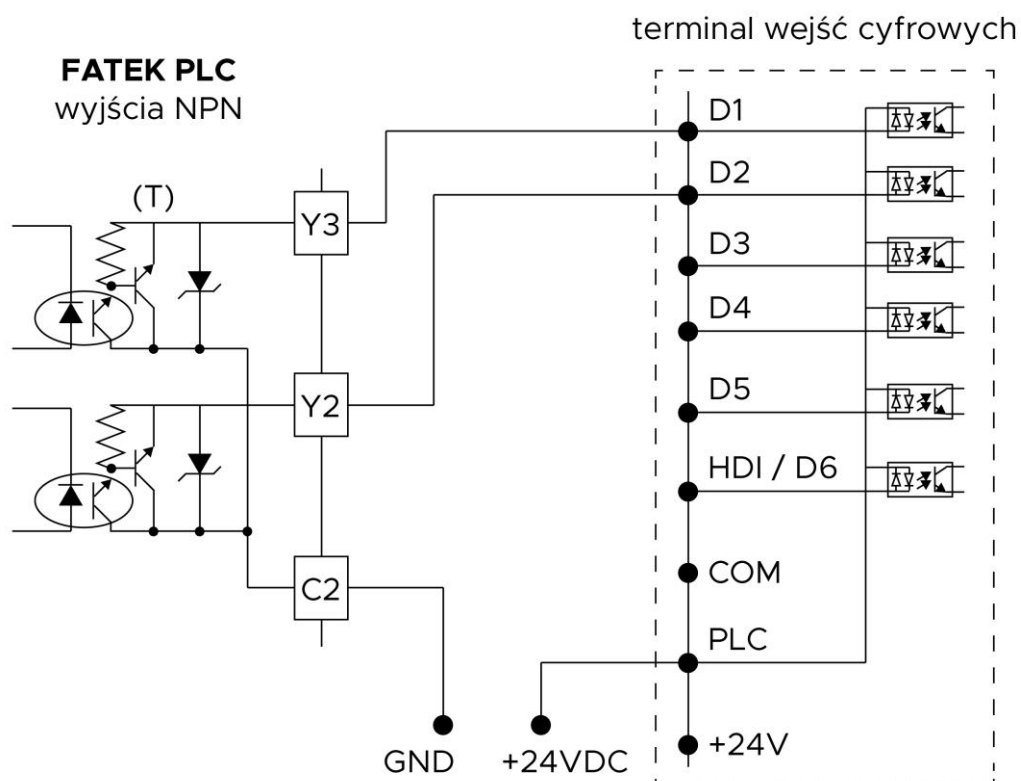 terminal wejść cyfrowych
FATEK PLC
wyjścia NPN
D1
D2
(T)
Y3
D3
D4
D5
Y2
HDI / D6
COM
C2
PLC
+24V
GND
+24VDC